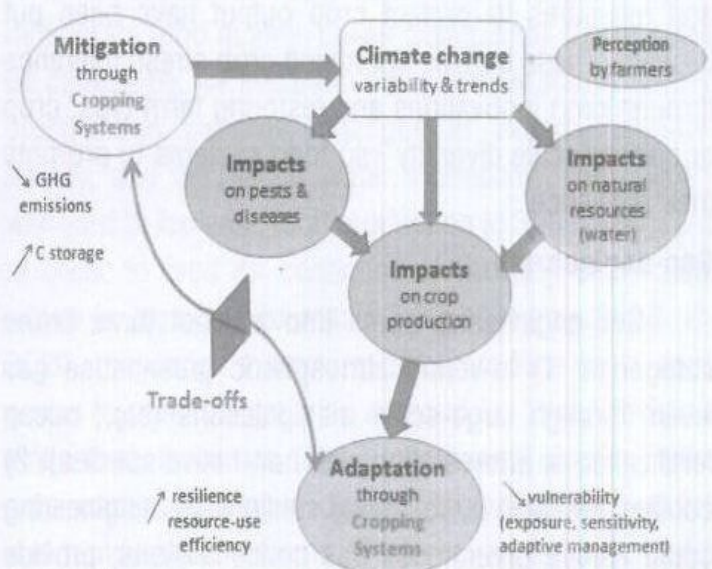 Mitigation
through
Cropping
Systems
Climate change
variability & trends
Perception
by farmers
Impacts
on pests &
diseases
Impacts
on natural
resources
(water)
↘ GHG
emissions
↗ C storage
Impacts
on crop
production
Trade-offs
Adaptation
through
Cropping
Systems
↗ resilience
resource-use
efficiency
↘ vulnerability
(exposure, sensitivity,
adaptive management)